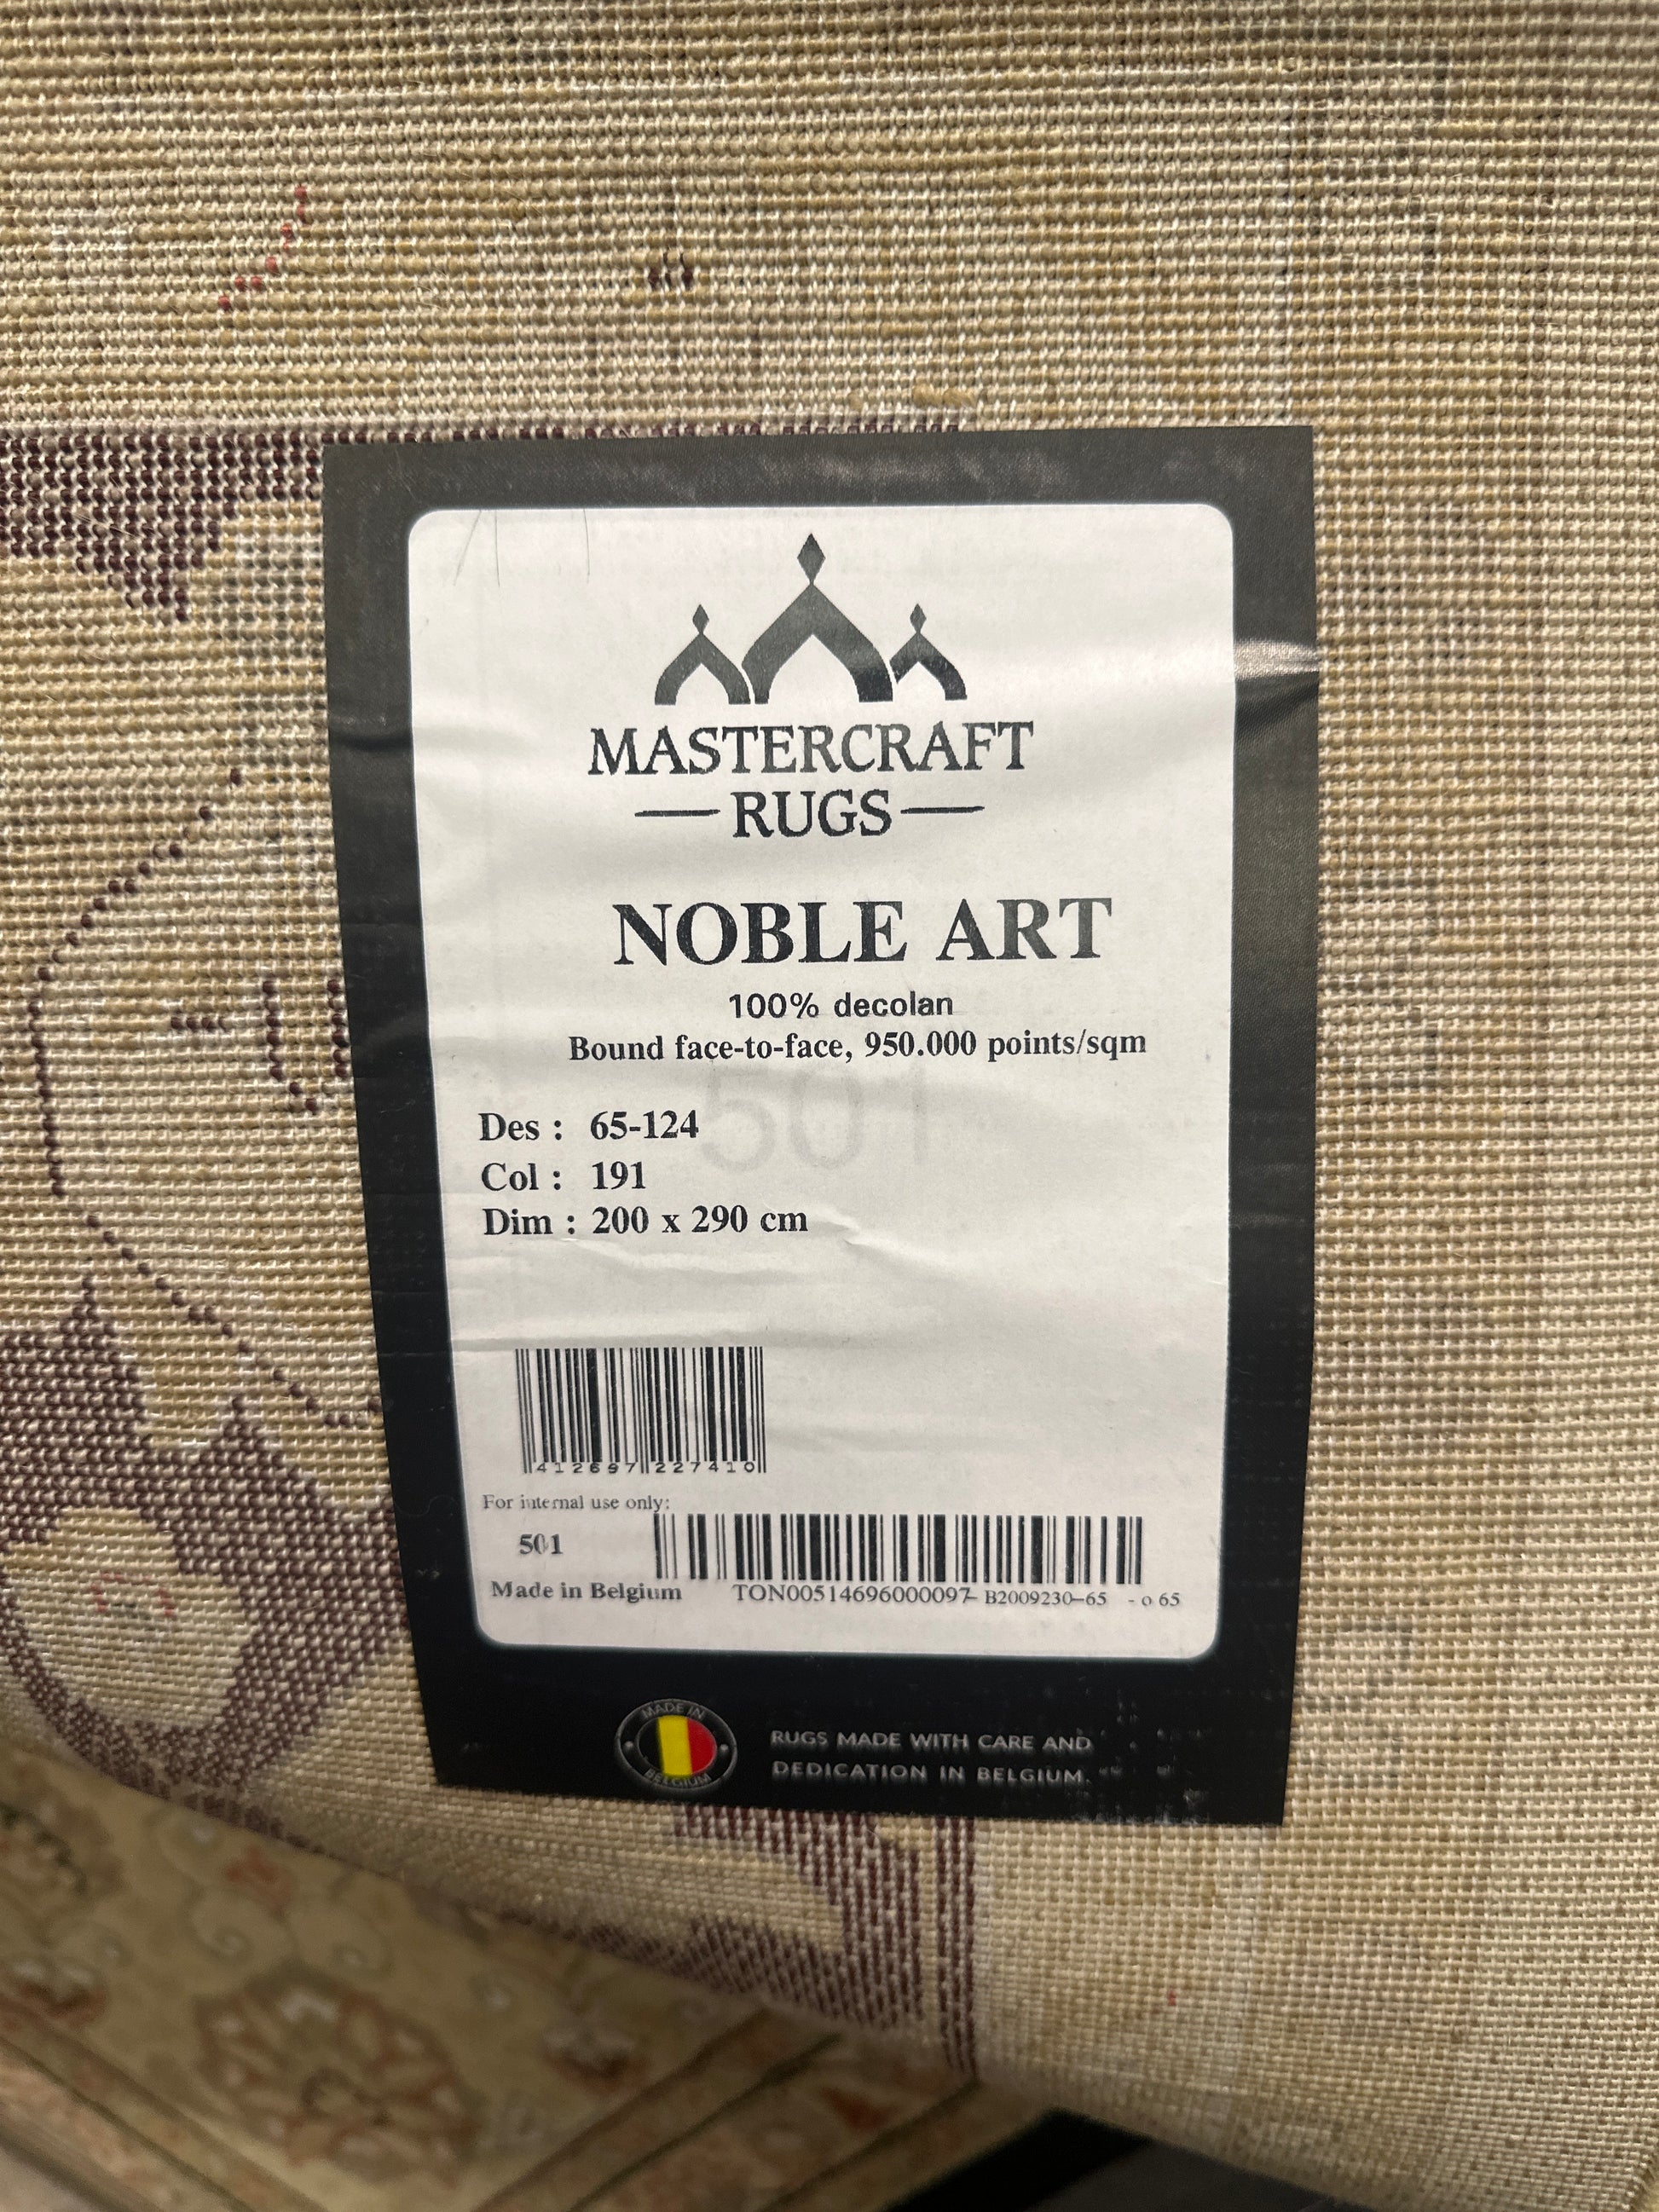 MASTERCRAFT
RUGS
NOBLE ART
100% decolan
Bound face-to-face, 950.000 points/sqm
501
Des : 65-124
Col : 191
Dim : 200 x 290 cm
412697 227410
For internal use only:
501
Made in Belgium TON00514696000097- B2009230-65 - o 65
MADE IN
BELGIUM
RUGS MADE WITH CARE AND
DEDICATION IN BELGIUM.